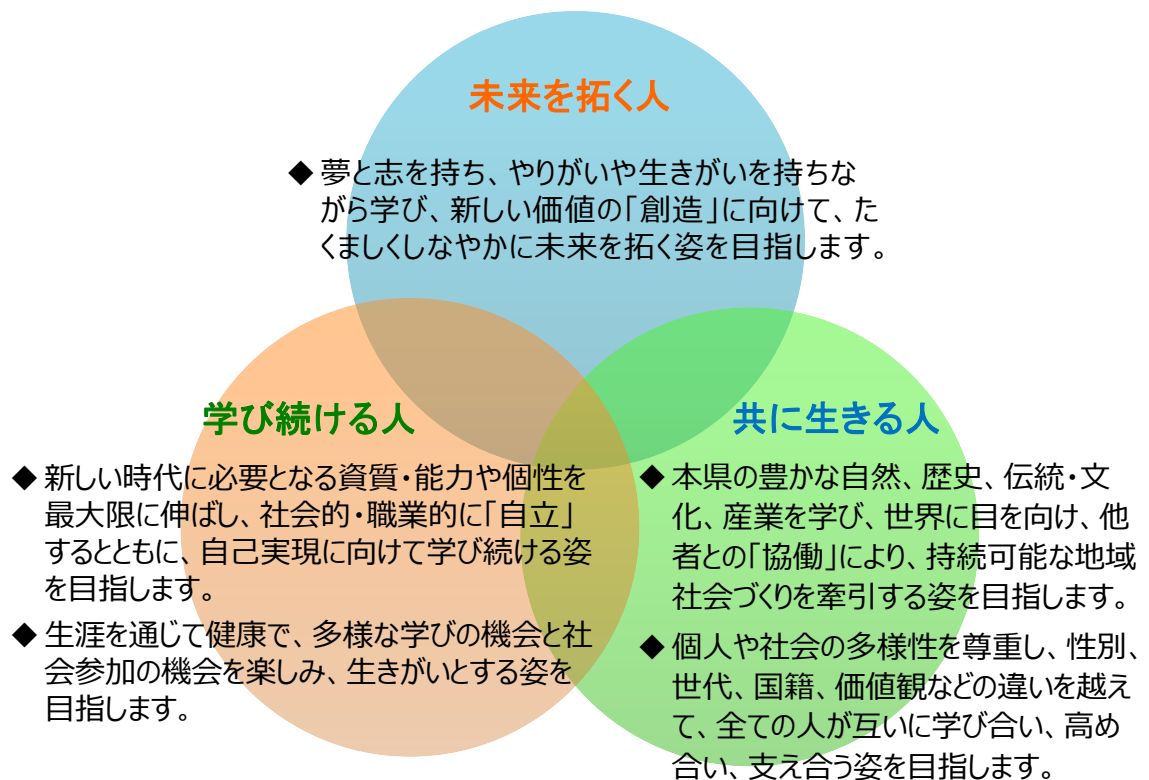 未来を拓く人
◆ 夢と志を持ち、やりがいや生きがいを持ちな
がら学び、新しい価値の「創造」に向けて、た
くましくしなやかに未来を拓く姿を目指します。
学び続ける人
◆ 新しい時代に必要となる資質・能力や個性を
最大限に伸ばし、社会的・職業的に「自立」
するとともに、自己実現に向けて学び続ける姿
を目指します。
◆ 生涯を通じて健康で、多様な学びの機会と社
会参加の機会を楽しみ、生きがいとする姿を
目指します。
共に生きる人
◆ 本県の豊かな自然、歴史、伝統・文
化、産業を学び、世界に目を向け、他
者との「協働」により、持続可能な地域
社会づくりを牽引する姿を目指します。
◆ 個人や社会の多様性を尊重し、性別、
世代、国籍、価値観などの違いを越え
て、全ての人が互いに学び合い、高め
合い、支え合う姿を目指します。